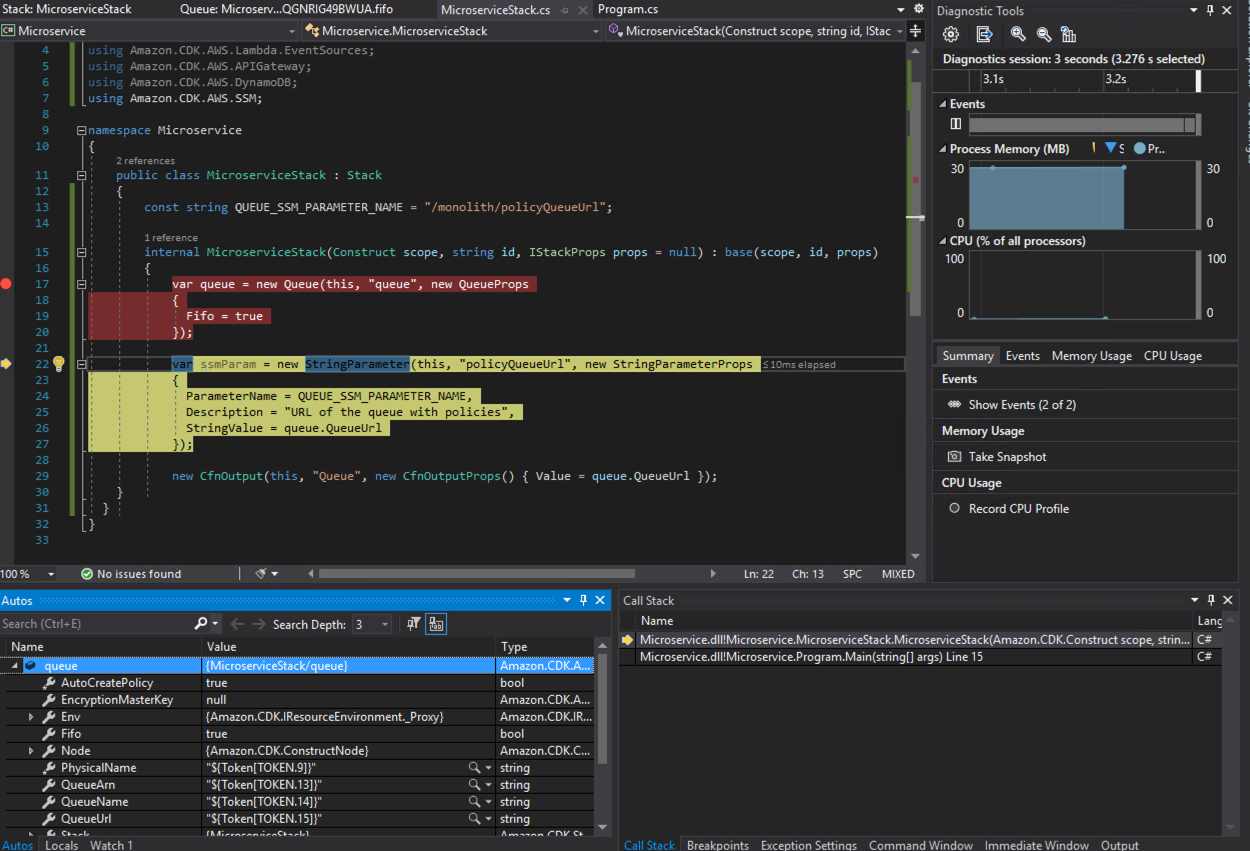 Stack: MicroserviceStack
Queue: Microserv...QGNRIG49BWUA.fifo
MicroserviceStack.cs
Program.cs
Microservice
Microservice.MicroserviceStack
MicroserviceStack(Construct scope, string id, IStac
4 using Amazon.CDK.AWS.Lambda.EventSources;
5 using Amazon.CDK.AWS.APIGateway;
6 using Amazon.CDK.AWS.DynamoDB;
7 using Amazon.CDK.AWS.SSM;
8
9 namespace Microservice
10 {
2 references
11 public class MicroserviceStack : Stack
12 {
13 const string QUEUE_SSM_PARAMETER_NAME = "/monolith/policyQueueUrl";
14
1 reference
15 internal MicroserviceStack(Construct scope, string id, IStackProps props = null) : base(scope, id, props)
16 {
17 var queue = new Queue(this, "queue", new QueueProps
18 {
19 Fifo = true
20 });
21
22 var ssmParam = new StringParameter(this, "policyQueueUrl", new StringParameterProps ≤10ms elapsed
23 {
24 ParameterName = QUEUE_SSM_PARAMETER_NAME,
25 Description = "URL of the queue with policies",
26 StringValue = queue.QueueUrl
27 });
28
29 new CfnOutput(this, "Queue", new CfnOutputProps() { Value = queue.QueueUrl });
30 }
31 }
32 }
33
100 %
No issues found
Ln: 22 Ch: 13 SPC MIXED
Diagnostic Tools
Diagnostics session: 3 seconds (3.276 s selected)
3.1s 3.2s
Events
Process Memory (MB) S Pr...
30 30
0 0
CPU (% of all processors)
100 100
0 0
Summary Events Memory Usage CPU Usage
Events
Show Events (2 of 2)
Memory Usage
Take Snapshot
CPU Usage
Record CPU Profile
Autos
Search (Ctrl+E)
Search Depth: 3
Name Value Type
queue {MicroserviceStack/queue} Amazon.CDK.A...
AutoCreatePolicy true bool
EncryptionMasterKey null Amazon.CDK.A...
Env {Amazon.CDK.IResourceEnvironment._Proxy} Amazon.CDK.IR...
Fifo true bool
Node {Amazon.CDK.ConstructNode} Amazon.CDK.C...
PhysicalName "${Token[TOKEN.9]}" string
QueueArn "${Token[TOKEN.13]}" string
QueueName "${Token[TOKEN.14]}" string
QueueUrl "${Token[TOKEN.15]}" string
Stack {MicroserviceStack} Amazon.CDK.St...
Autos Locals Watch 1
Call Stack
Name Lang
Microservice.dll!Microservice.MicroserviceStack.MicroserviceStack(Amazon.CDK.Construct scope, strin... C#
Microservice.dll!Microservice.Program.Main(string[] args) Line 15 C#
Call Stack Breakpoints Exception Settings Command Window Immediate Window Output